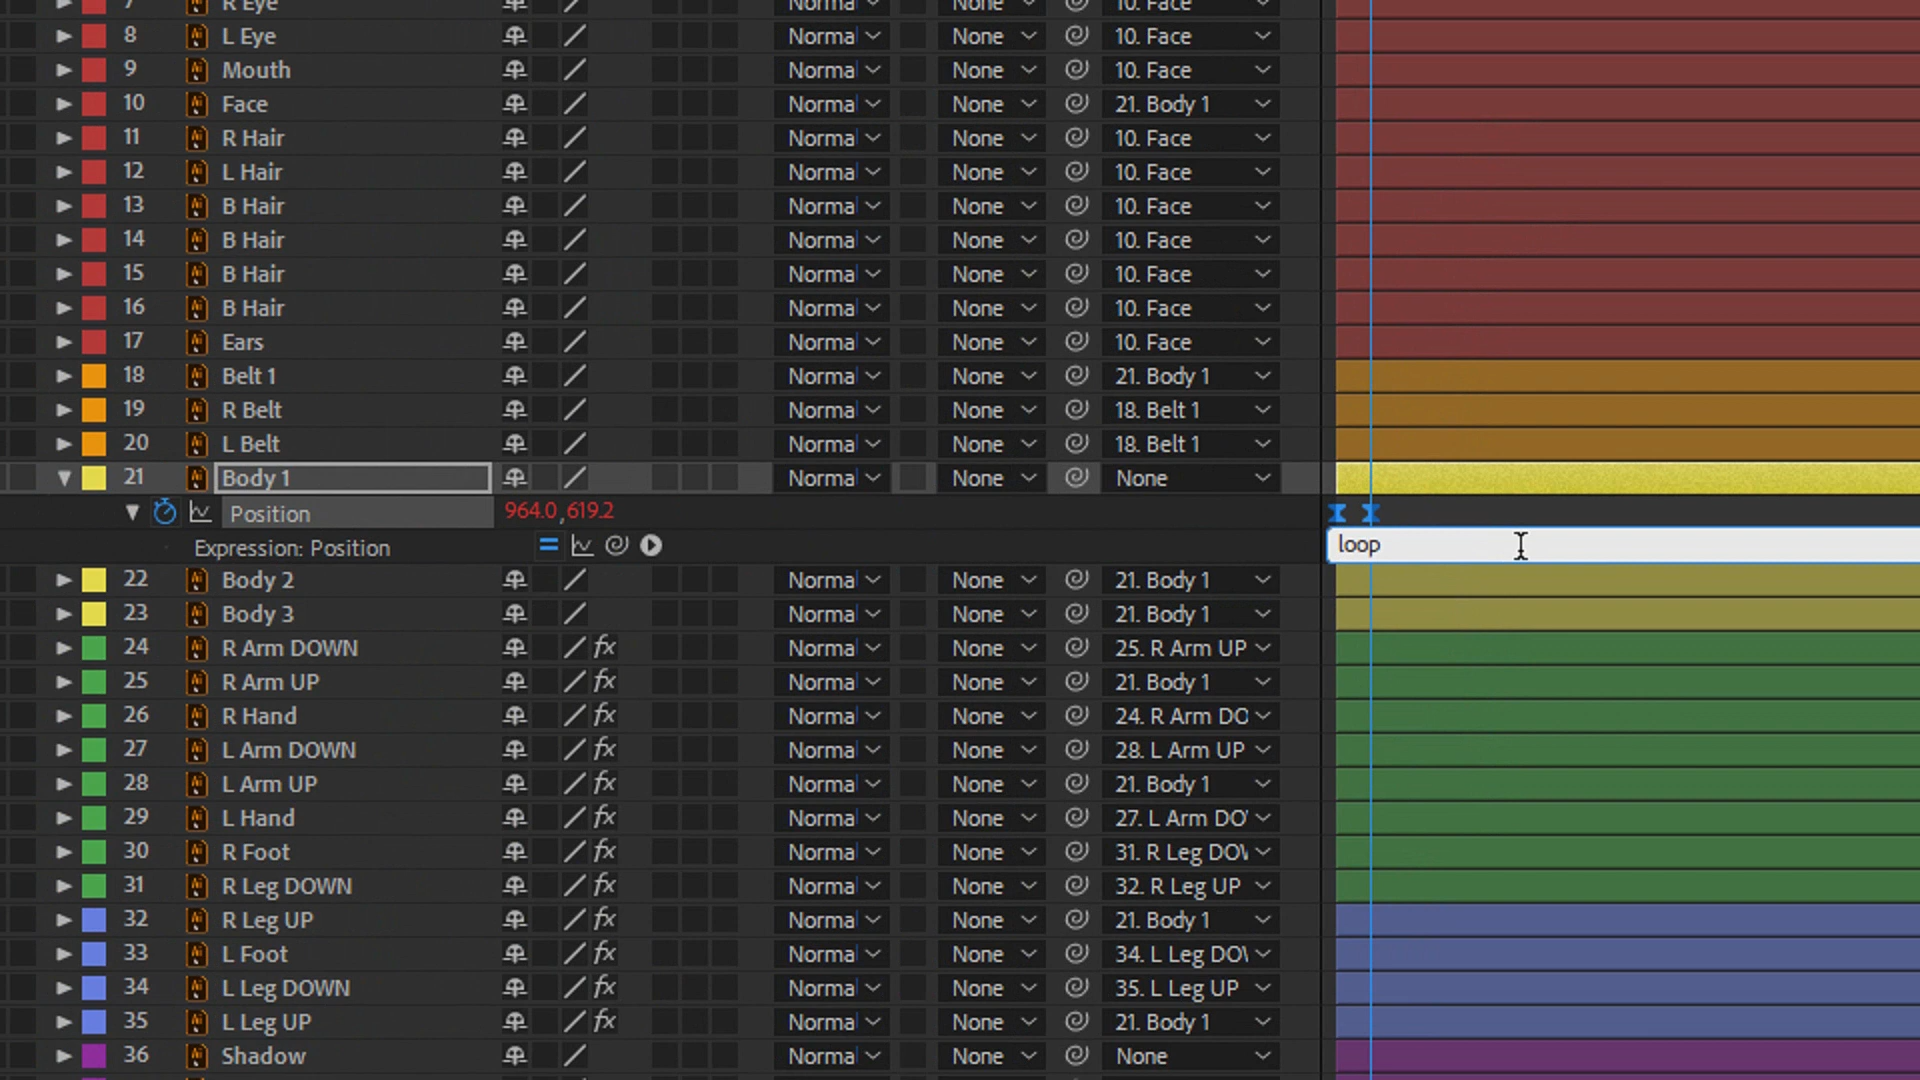 7 R Eye Norma None 10. Face
8 L Eye Norma None 10. Face
9 Mouth Norma None 10. Face
10 Face Norma None 21. Body 1
11 R Hair Norma None 10. Face
12 L Hair Norma None 10. Face
13 B Hair Norma None 10. Face
14 B Hair Norma None 10. Face
15 B Hair Norma None 10. Face
16 B Hair Norma None 10. Face
17 Ears Norma None 10. Face
18 Belt 1 Norma None 21. Body 1
19 R Belt Norma None 18. Belt 1
20 L Belt Norma None 18. Belt 1
21 Body 1 Norma None None
Position 964.0,619.2
Expression: Position loop
22 Body 2 Norma None 21. Body 1
23 Body 3 Norma None 21. Body 1
24 R Arm DOWN fx Norma None 25. R Arm UP
25 R Arm UP fx Norma None 21. Body 1
26 R Hand fx Norma None 24. R Arm DO
27 L Arm DOWN fx Norma None 28. L Arm UP
28 L Arm UP fx Norma None 21. Body 1
29 L Hand fx Norma None 27. L Arm DO
30 R Foot fx Norma None 31. R Leg DO
31 R Leg DOWN fx Norma None 32. R Leg UP
32 R Leg UP fx Norma None 21. Body 1
33 L Foot fx Norma None 34. L Leg DO
34 L Leg DOWN fx Norma None 35. L Leg UP
35 L Leg UP fx Norma None 21. Body 1
36 Shadow Norma None None